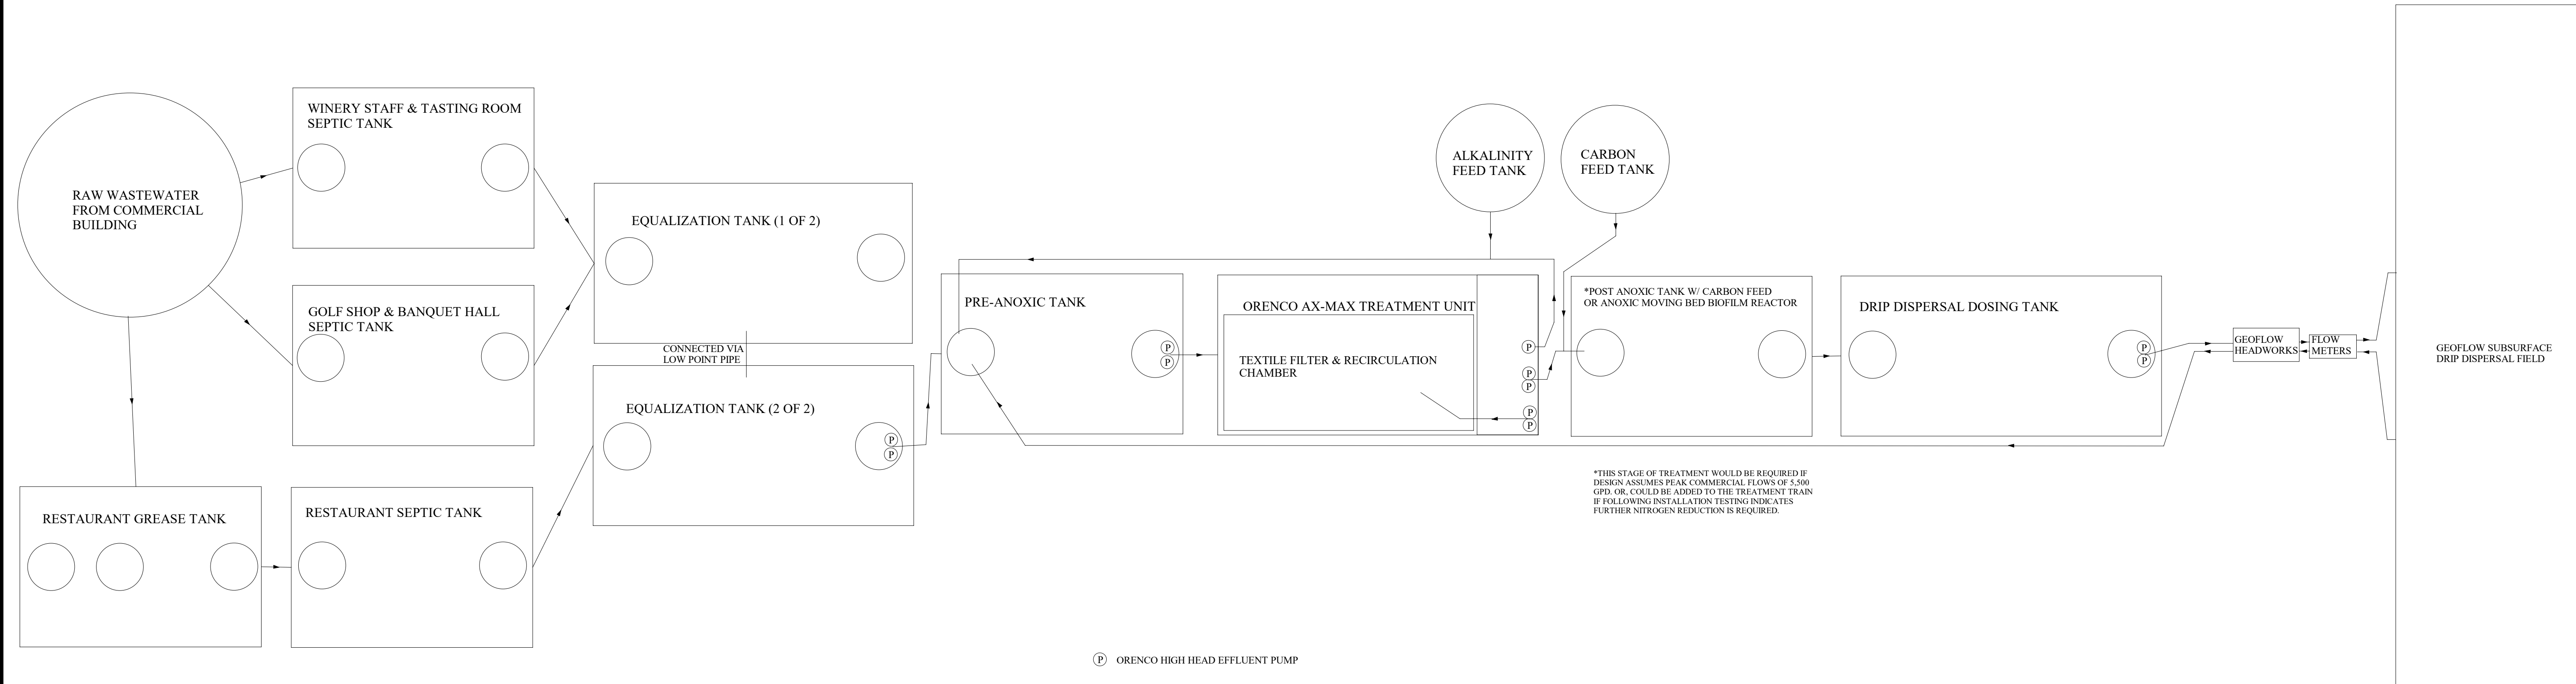 RAW WASTEWATER
FROM COMMERCIAL
BUILDING
WINERY STAFF & TASTING ROOM
SEPTIC TANK
GOLF SHOP & BANQUET HALL
SEPTIC TANK
RESTAURANT GREASE TANK
RESTAURANT SEPTIC TANK
EQUALIZATION TANK (1 OF 2)
CONNECTED VIA
LOW POINT PIPE
EQUALIZATION TANK (2 OF 2)
P
P
PRE-ANOXIC TANK
P
P
ORENCO AX-MAX TREATMENT UNIT
TEXTILE FILTER & RECIRCULATION
CHAMBER
P
P
P
P
P
ALKALINITY
FEED TANK
CARBON
FEED TANK
*POST ANOXIC TANK W/ CARBON FEED
OR ANOXIC MOVING BED BIOFILM REACTOR
DRIP DISPERSAL DOSING TANK
P
P
GEOFLOW
HEADWORKS
FLOW
METERS
GEOFLOW SUBSURFACE
DRIP DISPERSAL FIELD
*THIS STAGE OF TREATMENT WOULD BE REQUIRED IF
DESIGN ASSUMES PEAK COMMERCIAL FLOWS OF 5,500
GPD. OR, COULD BE ADDED TO THE TREATMENT TRAIN
IF FOLLOWING INSTALLATION TESTING INDICATES
FURTHER NITROGEN REDUCTION IS REQUIRED.
P ORENCO HIGH HEAD EFFLUENT PUMP